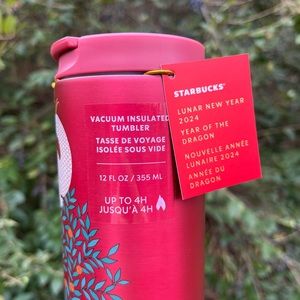 VACUUM INSULATED
TUMBLER
TASSE DE VOYAGE
ISOLÉE SOUS VIDE
12 FL OZ / 355 ML
UP TO 4H
JUSQU'À 4H
STARBUCKS
LUNAR NEW YEAR
2024
YEAR OF THE
DRAGON
NOUVELLE ANNÉE
LUNAIRE 2024
ANNÉE DU
DRAGON